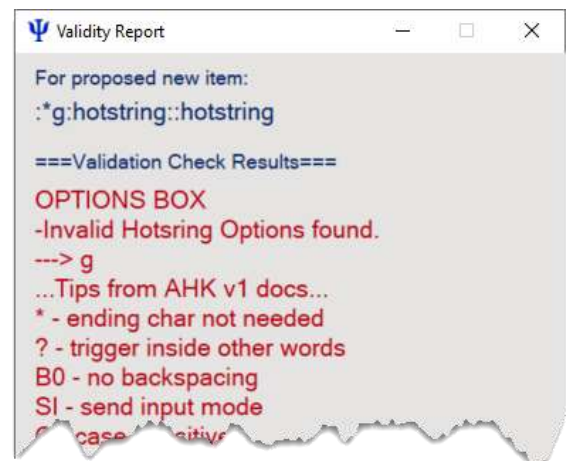 Validity Report
For proposed new item:
:*g:hotstring::hotstring
===Validation Check Results===
OPTIONS BOX
-Invalid Hotsring Options found.
---> g
...Tips from AHK v1 docs...
* - ending char not needed
? - trigger inside other words
B0 - no backspacing
SI - send input mode
case